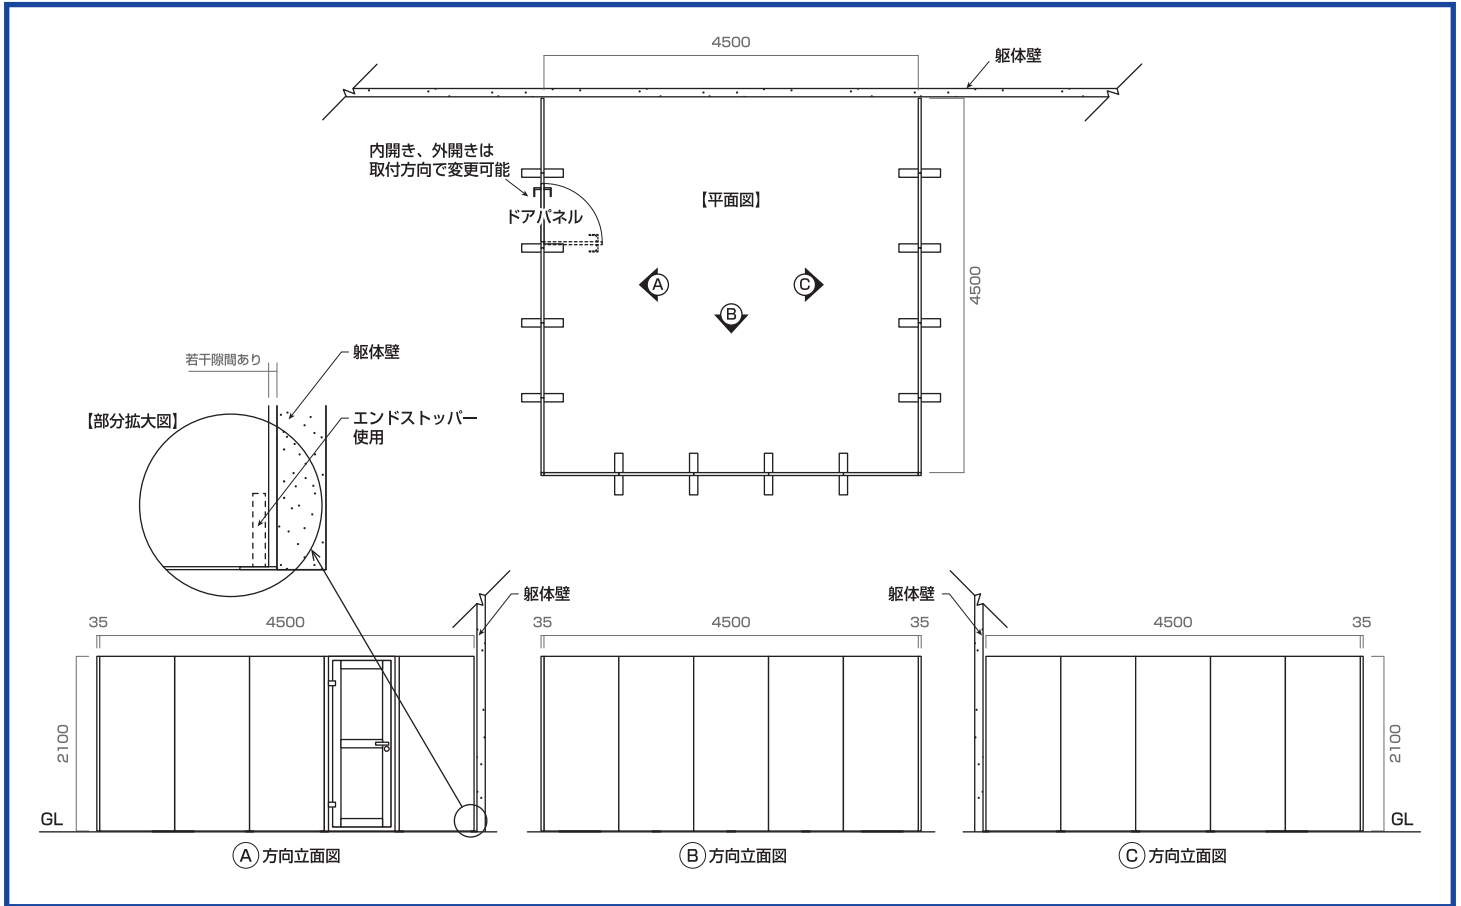 4500
躯体壁
内開き、外開きは
取付方向で変更可能
【平面図】
ドアパネル
A
C
B
4500
若干隙間あり
躯体壁
【部分拡大図】
エンドストッパー
使用
躯体壁
躯体壁
35
4500
35
4500
35
4500
35
2100
2100
GL
GL
A 方向立面図
B 方向立面図
C 方向立面図